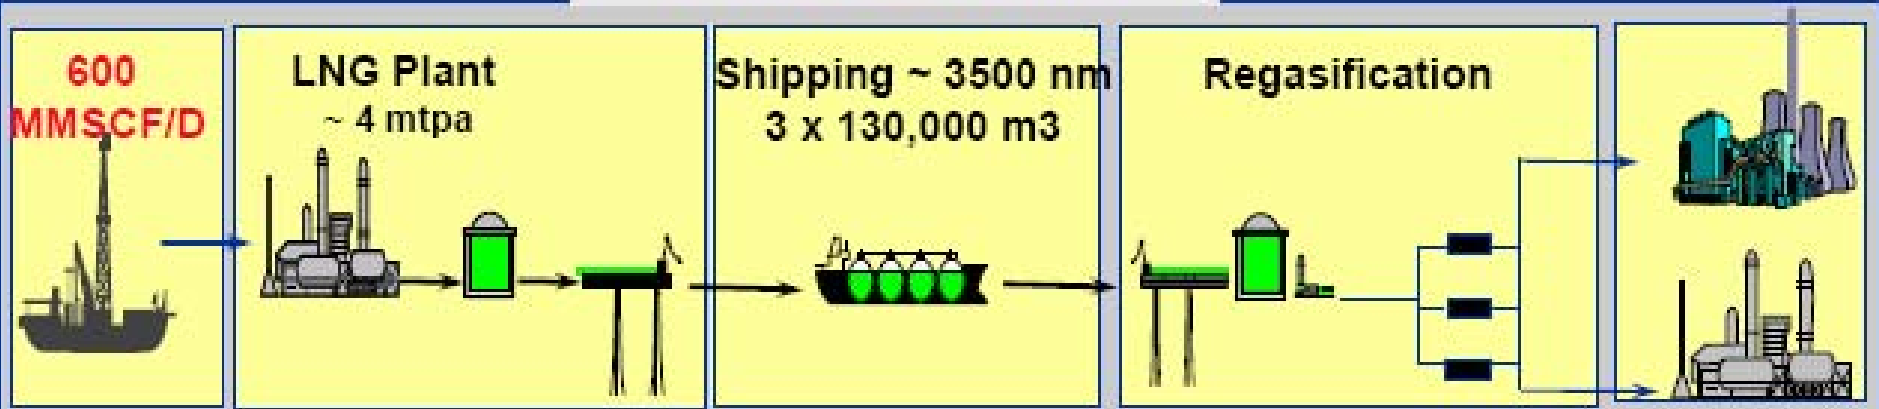 600
MMSCF/D
LNG Plant
~ 4 mtpa
Shipping ~ 3500 nm
3 x 130,000 m3
Regasification